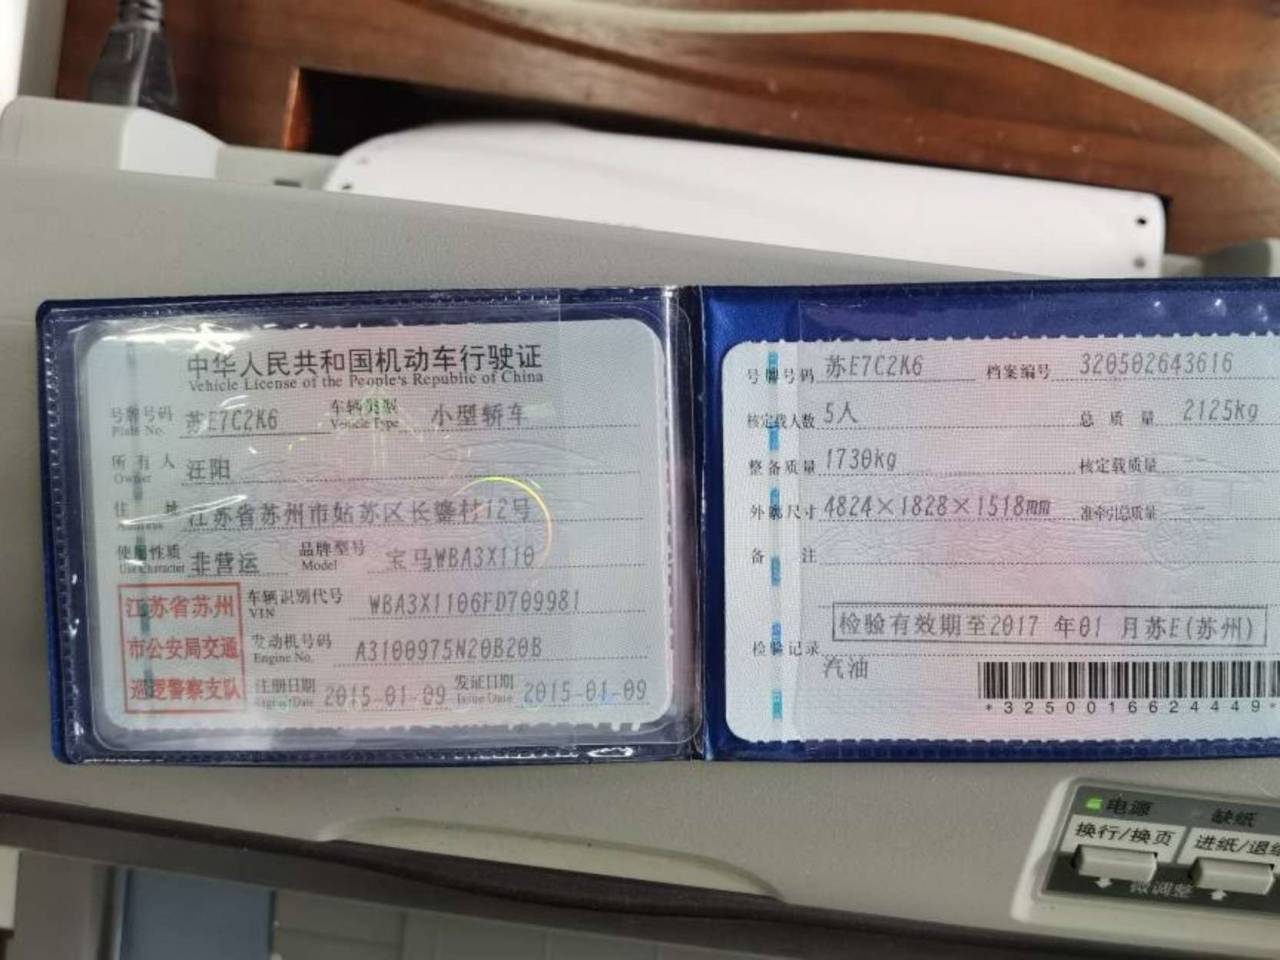 中华人民共和国机动车行驶证
Vehicle License of the People's Republic of China
号牌号码 苏E7C2K6 车辆类型 小型轿车
Plate No. Vehicle Type
所有人 汪阳
Owner
住址 江苏省苏州市姑苏区长鎏村12号
Address
使用性质 非营运 品牌型号 宝马WBA3X110
Use Character Model
江苏省苏州
市公安局交通
巡逻警察支队
车辆识别代号 WBA3X1106FD709981
VIN
发动机号码 A3100975N20B20B
Engine No.
注册日期 2015-01-09 发证日期 2015-01-09
Register Date Issue Date
号牌号码 苏E7C2K6 档案编号 320502643616
核定载人数 5人 总质量 2125kg
整备质量 1730kg 核定载质量
外廓尺寸 4824×1828×1518mm 准牵引总质量
备注
检验有效期至2017 年01 月苏E(苏州)
检验记录
汽油
*3250016624449*
电源 缺纸
换行/换页 进纸/退纸
微调整